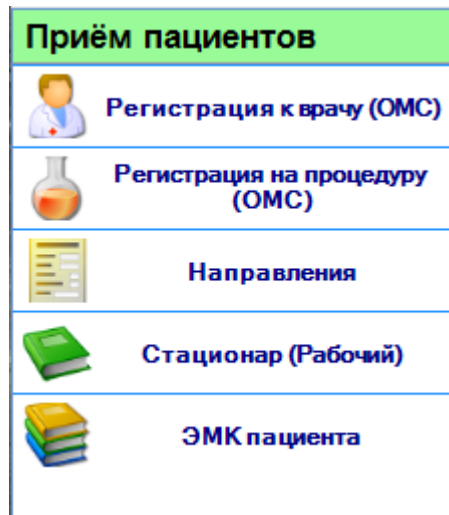 Приём пациентов
Регистрация к врачу (ОМС)
Регистрация на процедуру
(ОМС)
Направления
Стационар (Рабочий)
ЭМК пациента